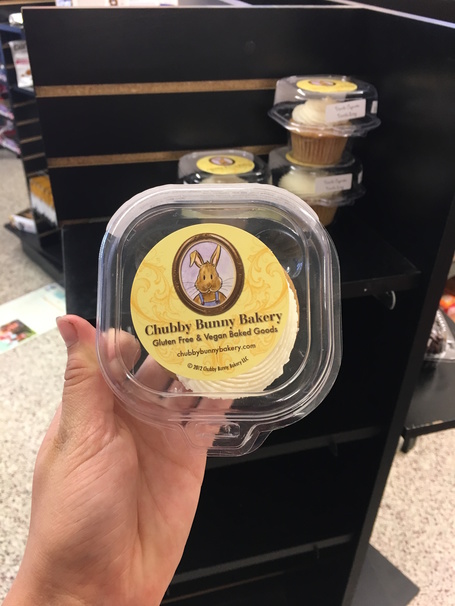 Chubby Bunny Bakery
Gluten Free & Vegan Baked Goods
chubbybunnybakery.com
© 2012 Chubby Bunny Bakery LLC